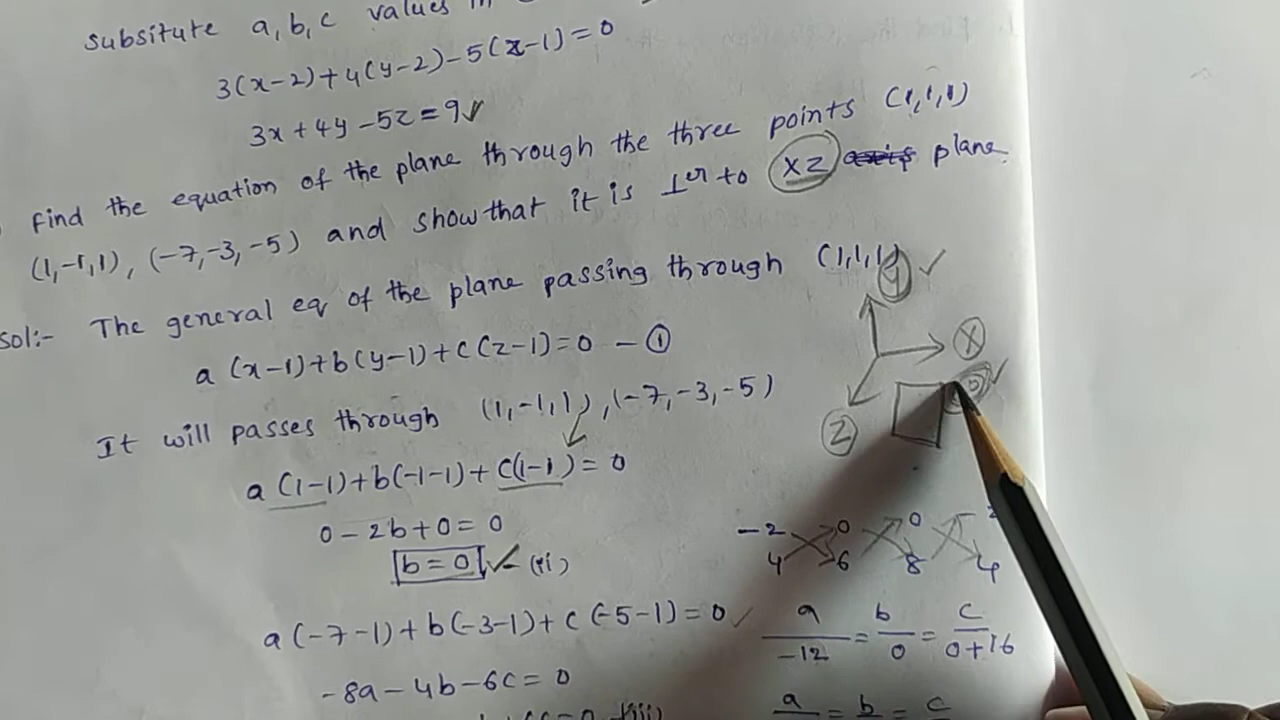 subsitute a, b, c values in
3(x-2)+4(y-2)-5(z-1)=0
3x+4y-5z=9✓
Find the equation of the plane through the three points (1,1,1)
(1,-1,1), (-7,-3,-5) and show that it is ⊥er to XZ axis plane.
Sol:- The general eq of the plane passing through (1,1,1)
a (x-1)+b(y-1)+c(z-1)=0 - ①
It will passes through (1,-1,1), (-7,-3,-5)
a (1-1)+b(-1-1)+c(1-1)=0
0-2b+0=0
b=0 ✓ (ii)
a(-7-1)+b(-3-1)+c(-5-1)=0 ✓
-8a-4b-6c=0
y ✓
X
Z
-2 0 0 -2
4 6 8 4
a/-12 = b/0 = c/0+16
a = b = c